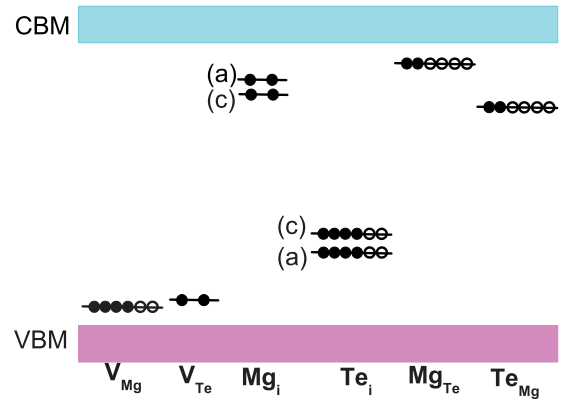 CBM
(a)
(c)
(c)
(a)
VBM
V_Mg V_Te Mg_i Te_i Mg_Te Te_Mg